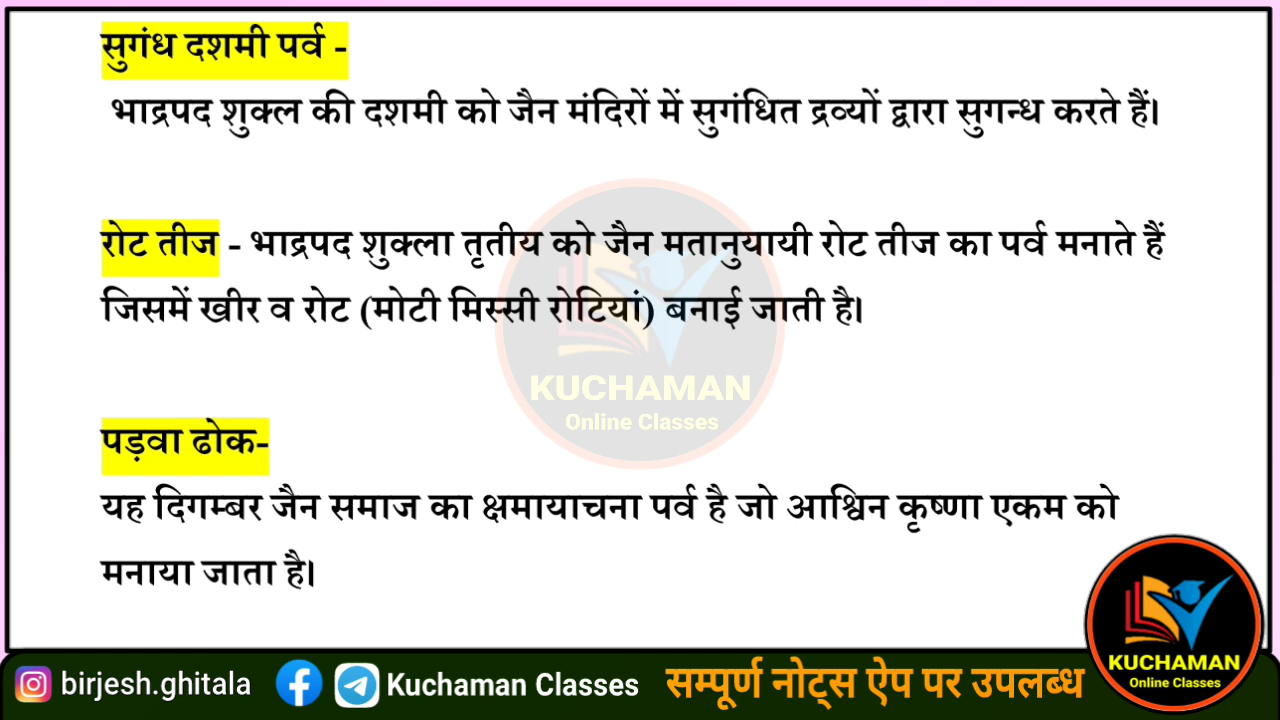 सुगंध दशमी पर्व -
भाद्रपद शुक्ल की दशमी को जैन मंदिरों में सुगंधित द्रव्यों द्वारा सुगन्ध करते हैं।
रोट तीज - भाद्रपद शुक्ला तृतीय को जैन मतानुयायी रोट तीज का पर्व मनाते हैं
जिसमें खीर व रोट (मोटी मिस्सी रोटियां) बनाई जाती है।
KUCHAMAN
Online Classes
पड़वा ढोक-
यह दिगम्बर जैन समाज का क्षमायाचना पर्व है जो आश्विन कृष्णा एकम को
मनाया जाता है।
KUCHAMAN
Online Classes
birjesh.ghitala Kuchaman Classes सम्पूर्ण नोट्स ऐप पर उपलब्ध